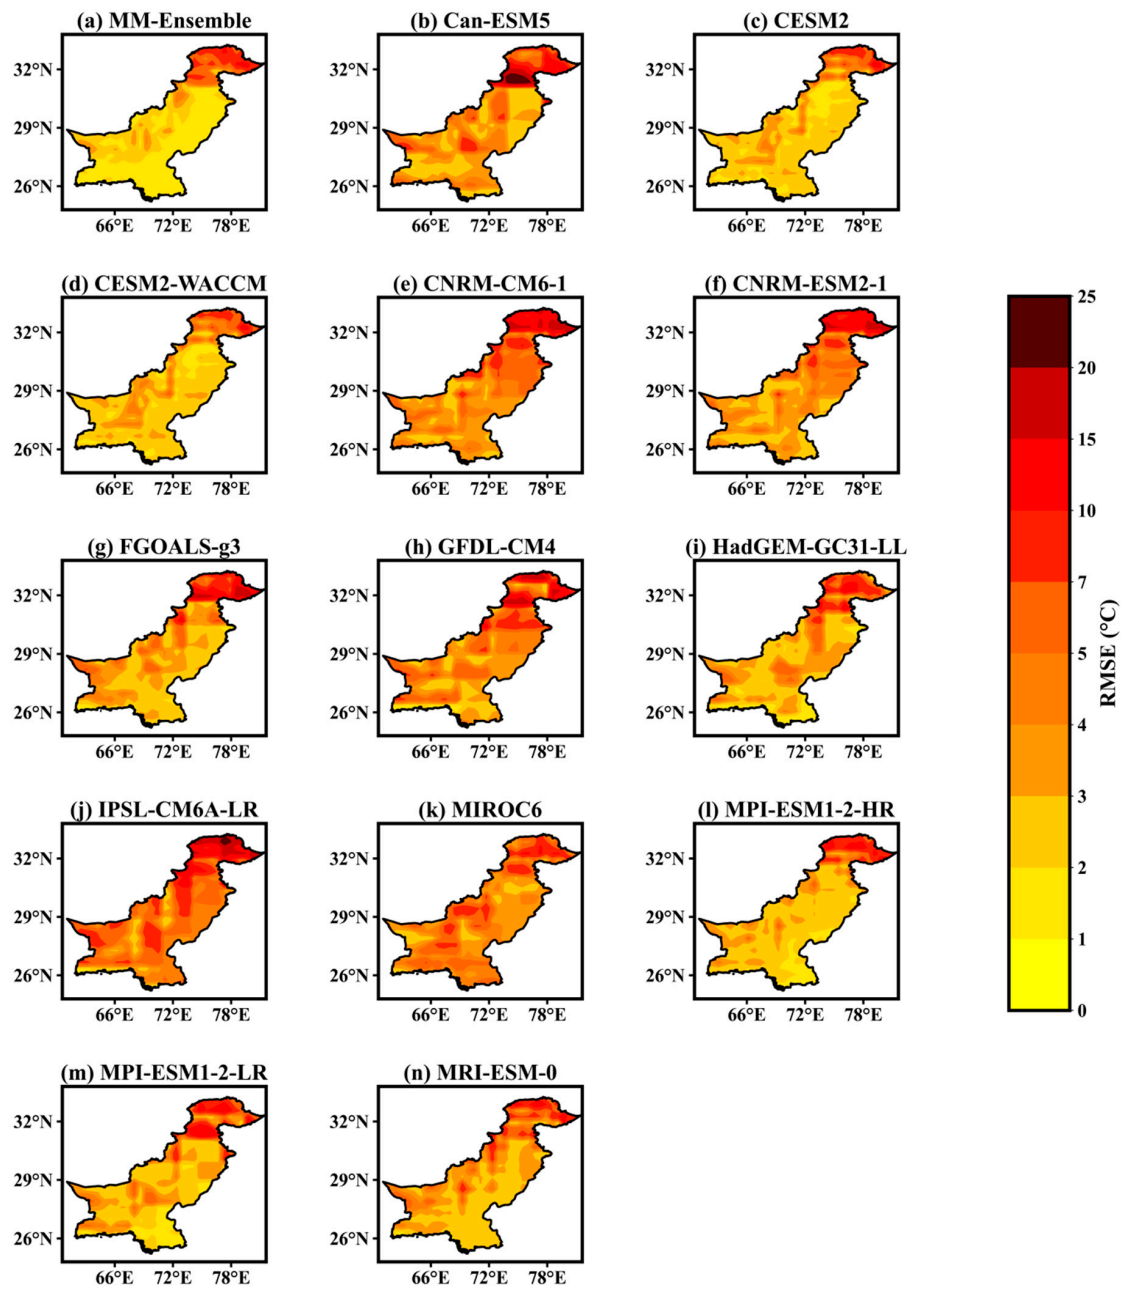 (a) MM-Ensemble (b) Can-ESM5 (c) CESM2
32°N 32°N 32°N
29°N 29°N 29°N
26°N 26°N 26°N
66°E 72°E 78°E 66°E 72°E 78°E 66°E 72°E 78°E
(d) CESM2-WACCM (e) CNRM-CM6-1 (f) CNRM-ESM2-1
32°N 32°N 32°N
29°N 29°N 29°N
26°N 26°N 26°N
66°E 72°E 78°E 66°E 72°E 78°E 66°E 72°E 78°E
(g) FGOALS-g3 (h) GFDL-CM4 (i) HadGEM-GC31-LL
32°N 32°N 32°N
29°N 29°N 29°N
26°N 26°N 26°N
66°E 72°E 78°E 66°E 72°E 78°E 66°E 72°E 78°E
(j) IPSL-CM6A-LR (k) MIROC6 (l) MPI-ESM1-2-HR
32°N 32°N 32°N
29°N 29°N 29°N
26°N 26°N 26°N
66°E 72°E 78°E 66°E 72°E 78°E 66°E 72°E 78°E
(m) MPI-ESM1-2-LR (n) MRI-ESM-0
32°N 32°N
29°N 29°N
26°N 26°N
66°E 72°E 78°E 66°E 72°E 78°E
25
20
15
10
7
5
4
3
2
1
0
RMSE (°C)